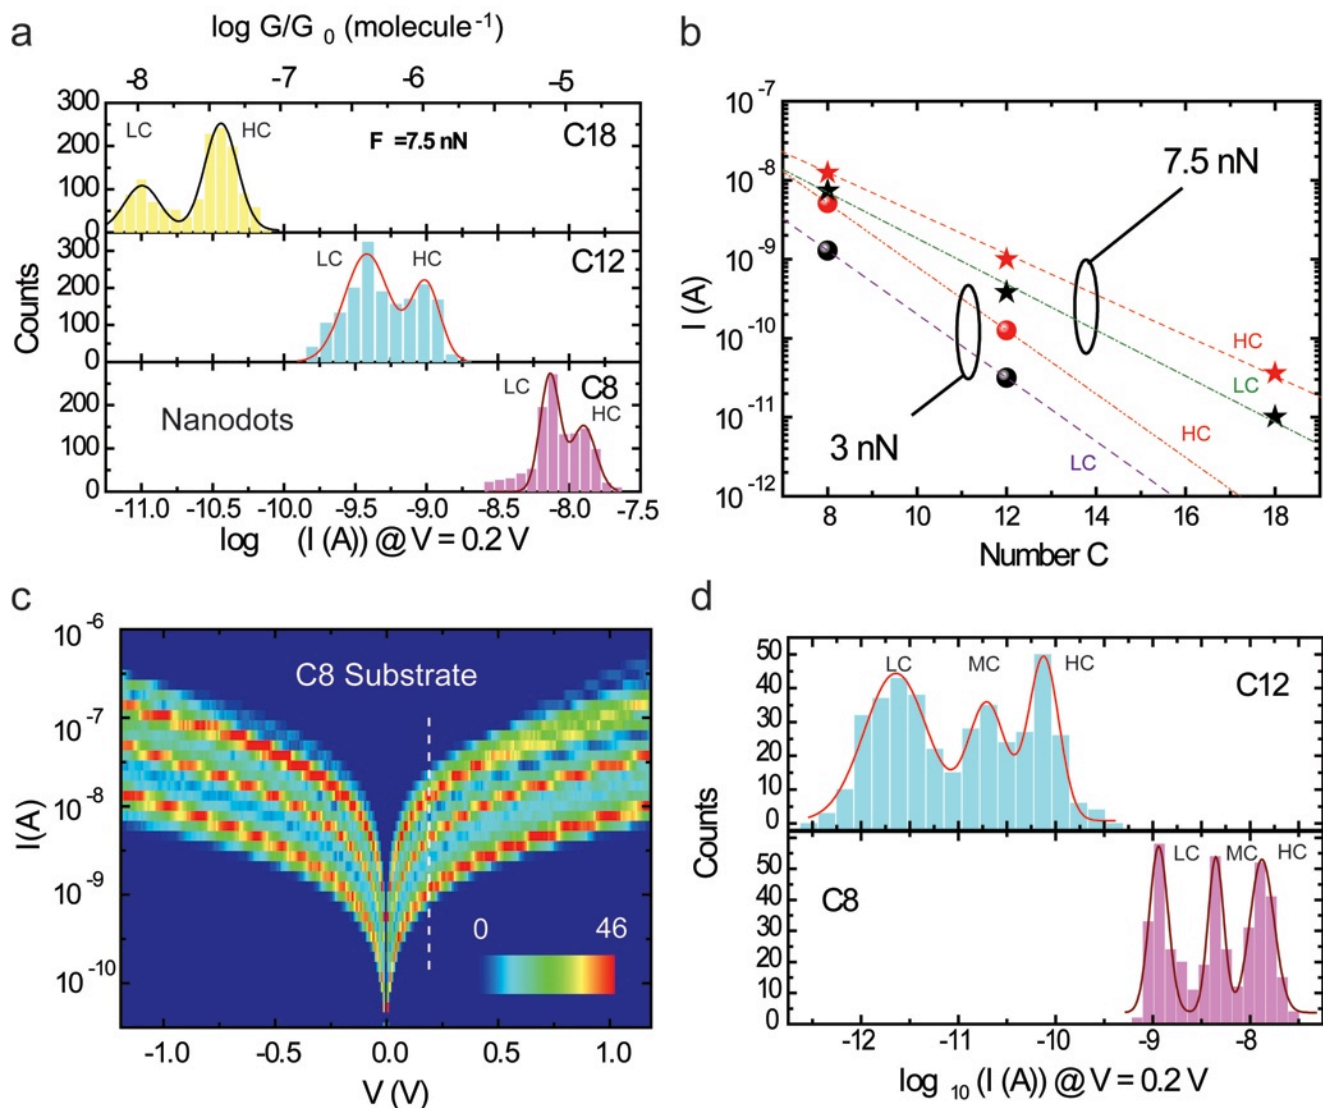 a
log G/G 0 (molecule-1)
-8 -7 -6 -5
300
200
100
0
LC HC F =7.5 nN C18
300
200
100
0
LC HC C12
200
100
0
LC C8
HC
Nanodots
Counts
-11.0 -10.5 -10.0 -9.5 -9.0 -8.5 -8.0 -7.5
log (I (A)) @ V = 0.2 V
b
10-7
10-8
10-9
10-10
10-11
10-12
I (A)
7.5 nN
3 nN
HC
LC
HC
LC
8 10 12 14 16 18
Number C
c
10-6
10-7
10-8
10-9
10-10
I(A)
C8 Substrate
0 46
-1.0 -0.5 0.0 0.5 1.0
V (V)
d
50
40
30
20
10
0
LC MC HC
C12
50
40
30
20
10
0
LC MC HC
C8
Counts
-12 -11 -10 -9 -8
log 10 (I (A)) @ V = 0.2 V